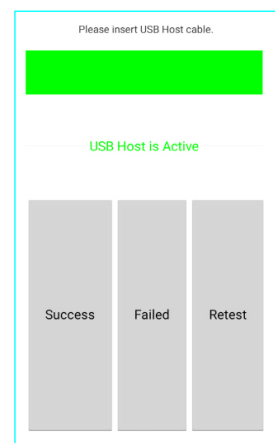 Please insert USB Host cable.
USB Host is Active
Success Failed Retest